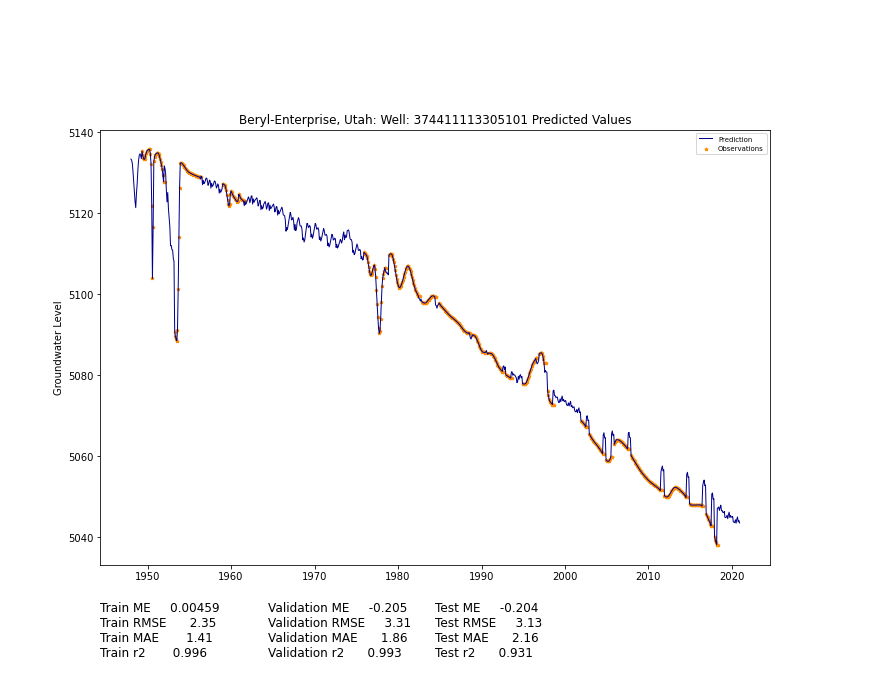 Beryl-Enterprise, Utah: Well: 374411113305101 Predicted Values
Prediction
Observations
Groundwater Level
5140
5120
5100
5080
5060
5040
1950 1960 1970 1980 1990 2000 2010 2020
Train ME 0.00459 Validation ME -0.205 Test ME -0.204
Train RMSE 2.35 Validation RMSE 3.31 Test RMSE 3.13
Train MAE 1.41 Validation MAE 1.86 Test MAE 2.16
Train r2 0.996 Validation r2 0.993 Test r2 0.931